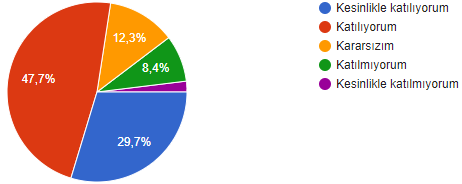 Kesinlikle katılıyorum
Katılıyorum
Kararsızım
Katılmıyorum
Kesinlikle katılmıyorum
12,3%
8,4%
47,7%
29,7%